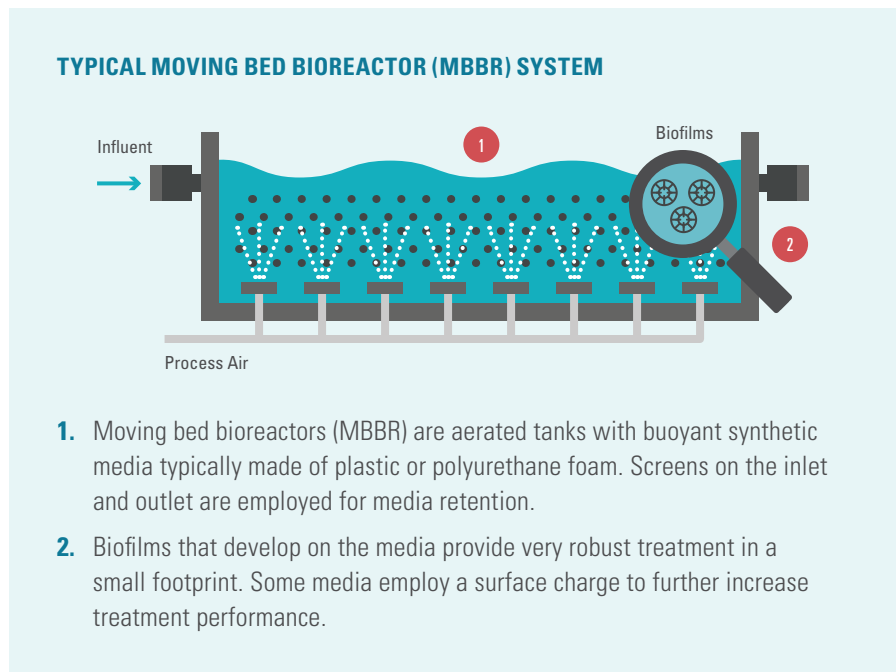 TYPICAL MOVING BED BIOREACTOR (MBBR) SYSTEM
Influent
1
Biofilms
2
Process Air
1. Moving bed bioreactors (MBBR) are aerated tanks with buoyant synthetic
media typically made of plastic or polyurethane foam. Screens on the inlet
and outlet are employed for media retention.
2. Biofilms that develop on the media provide very robust treatment in a
small footprint. Some media employ a surface charge to further increase
treatment performance.